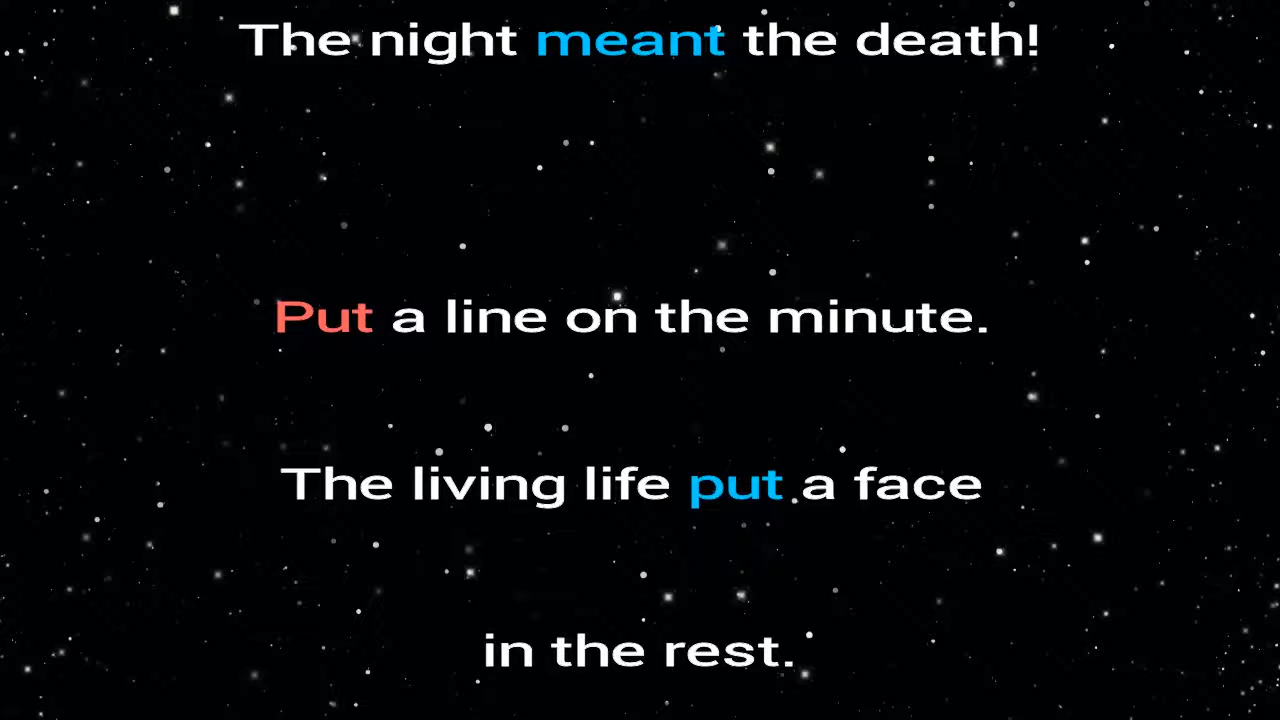 The night meant the death!
Put a line on the minute.
The living life put a face
in the rest.